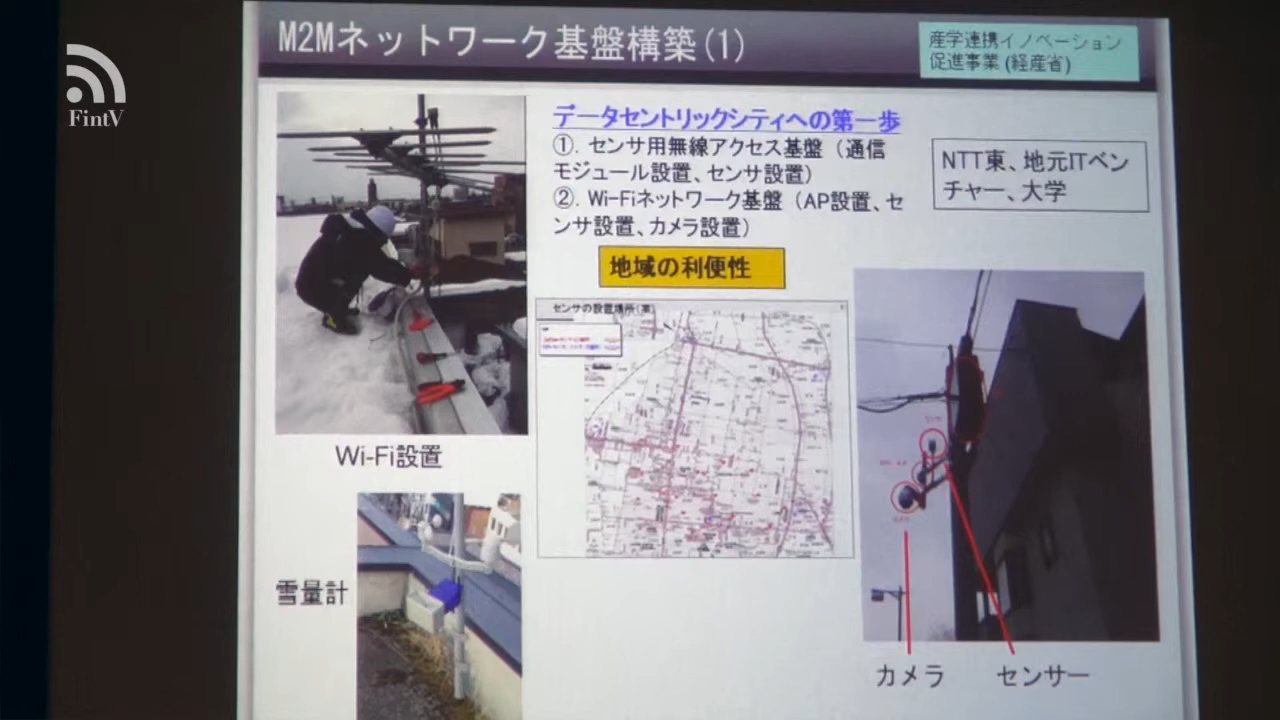 FintV
M2Mネットワーク基盤構築(1)
産学連携イノベーション
促進事業(経産省)
データセントリックシティへの第一歩
①．センサ用無線アクセス基盤（通信
モジュール設置、センサ設置）
②．Wi-Fiネットワーク基盤（AP設置、セ
ンサ設置、カメラ設置）
NTT東、地元ITベン
チャー、大学
地域の利便性
センサの設置場所(案)
Wi-Fi設置
雪量計
カメラ
センサー